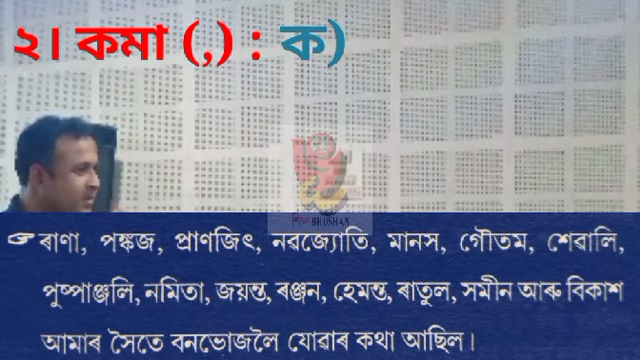 ২। কমা (,) : ক)
BHUSHAN
☞ ৰাণা, পঙ্কজ, প্ৰাণজিৎ, নৱজ্যোতি, মানস, গৌতম, শেৱালি,
পুষ্পাঞ্জলি, নমিতা, জয়ন্ত, ৰঞ্জন, হেমন্ত, ৰাতুল, সমীন আৰু বিকাশ
আমাৰ সৈতে বনভোজলৈ যোৱাৰ কথা আছিল।